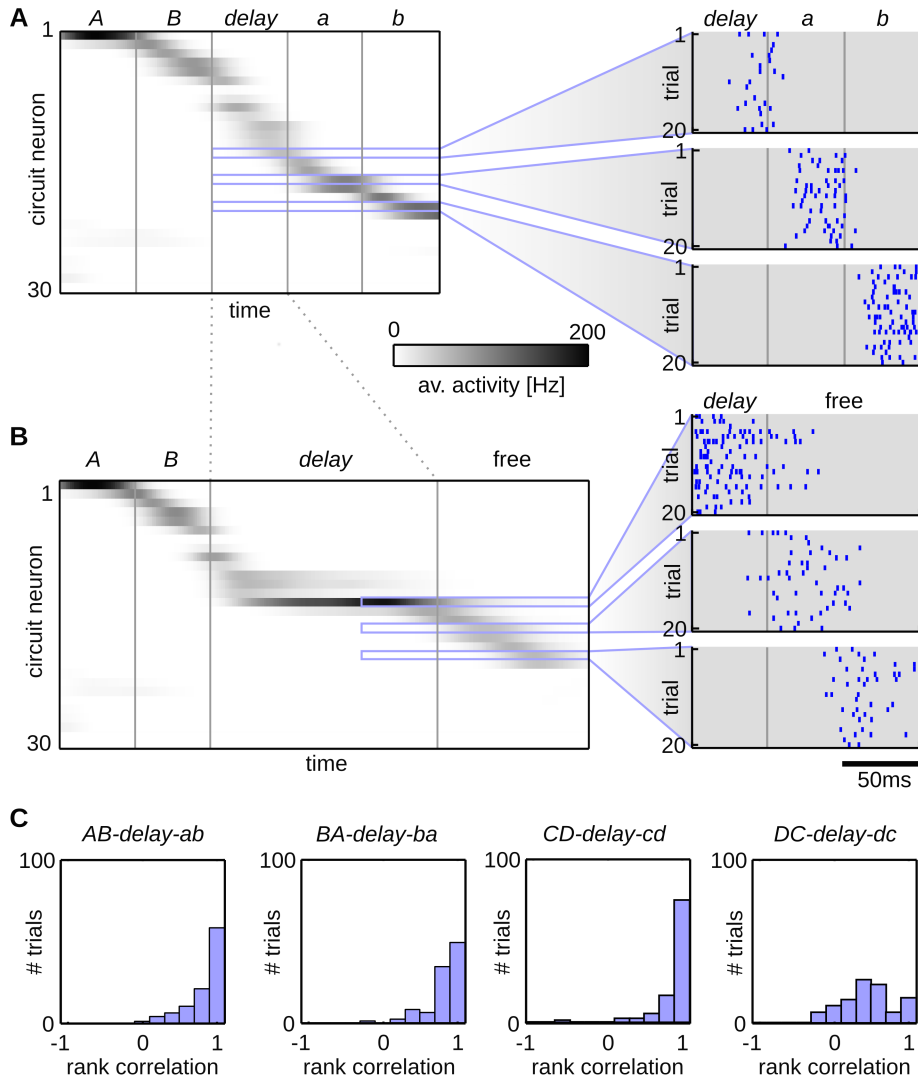 A
A B delay a b
1
circuit neuron
30
time
delay a b
1
trial
20
1
trial
20
1
trial
20
0 200
av. activity [Hz]
B
A B delay free
1
circuit neuron
30
time
delay free
1
trial
20
1
trial
20
1
trial
20
50ms
C
AB-delay-ab
100
# trials
0
-1 0 1
rank correlation
BA-delay-ba
100
# trials
0
-1 0 1
rank correlation
CD-delay-cd
100
# trials
0
-1 0 1
rank correlation
DC-delay-dc
100
# trials
0
-1 0 1
rank correlation